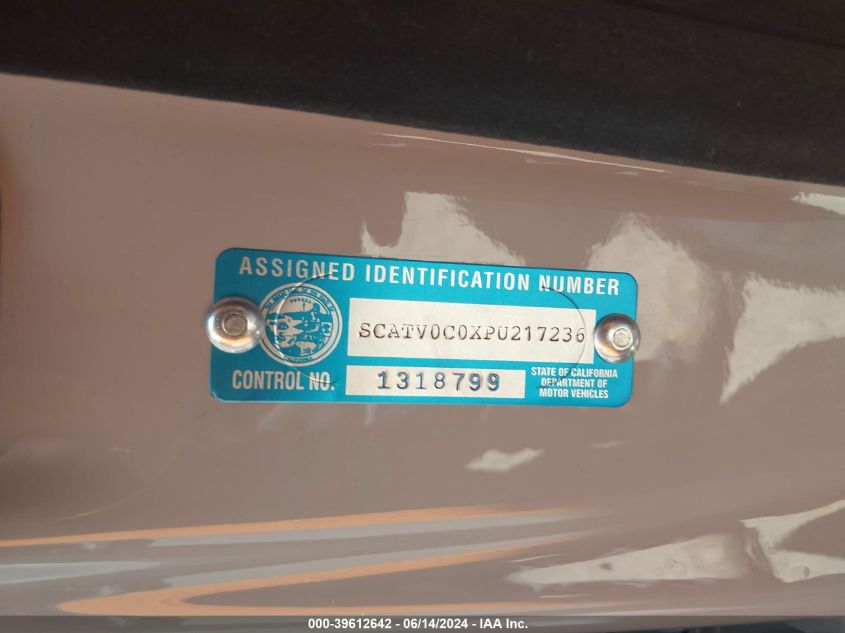 ASSIGNED IDENTIFICATION NUMBER
SCATV0C0XPU217236
CONTROL NO. 1318799
STATE OF CALIFORNIA
DEPARTMENT OF
MOTOR VEHICLES
CALIFORNIA
000-39612642 - 06/14/2024 - IAA Inc.